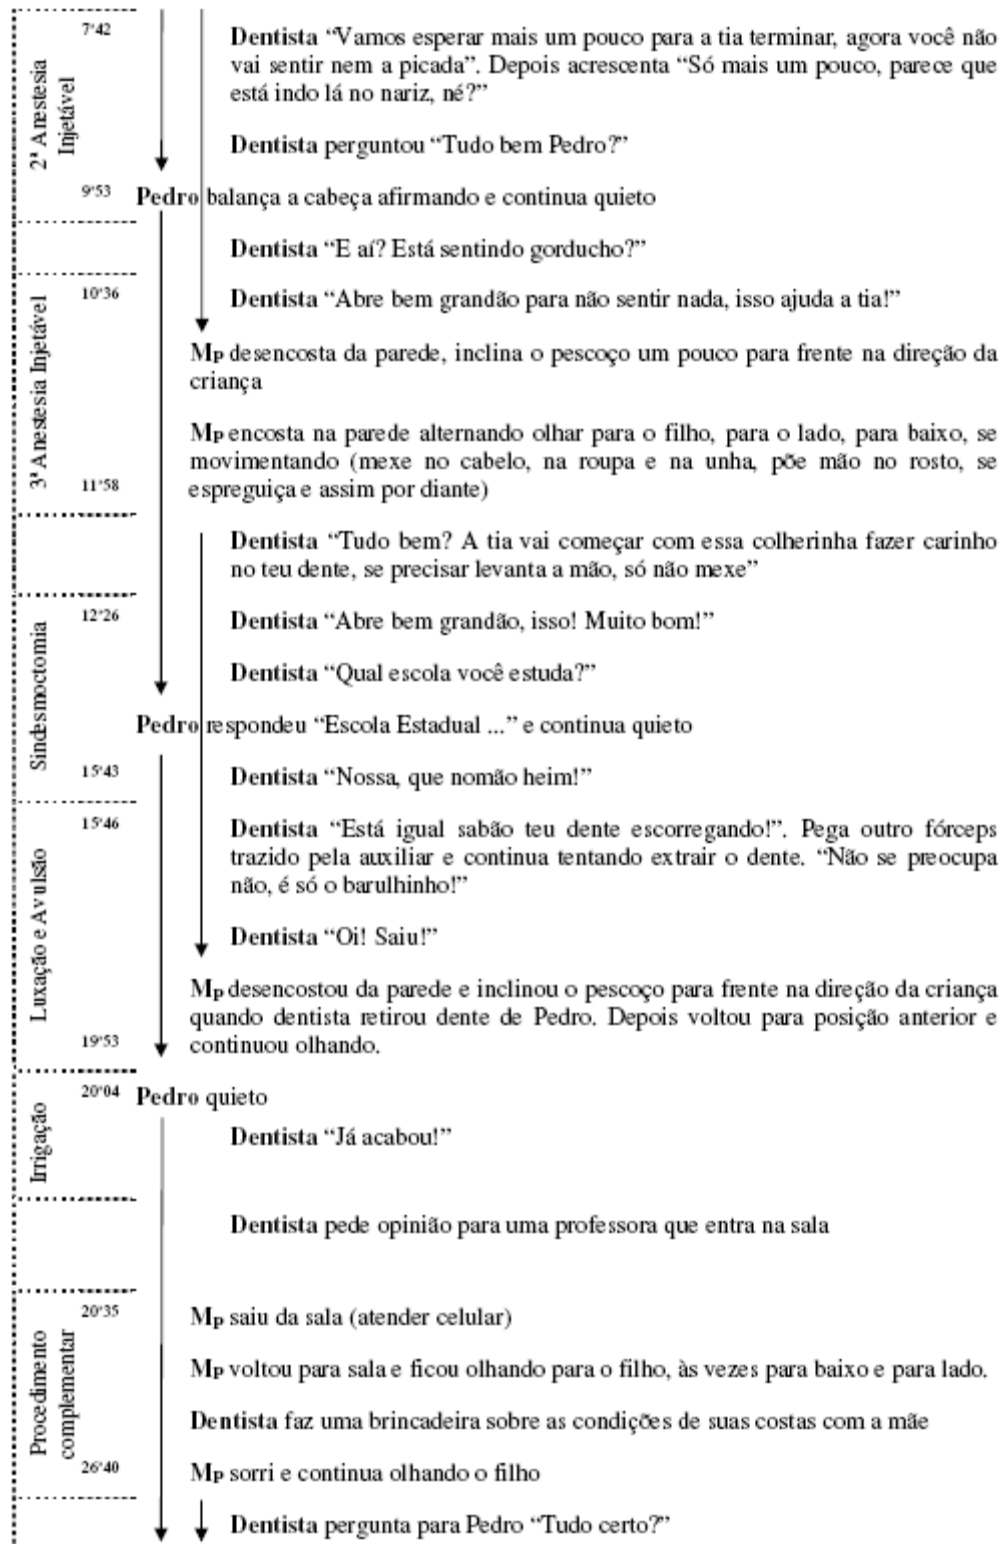 7'42
Dentista “Vamos esperar mais um pouco para a tia terminar, agora você não
vai sentir nem a picada”. Depois acrescenta “Só mais um pouco, parece que
está indo lá no nariz, né?”
2ª Anestesia
Injetável
Dentista perguntou “Tudo bem Pedro?”
9'53
Pedro balança a cabeça afirmando e continua quieto
Dentista “E aí? Está sentindo gorducho?”
10'36
Dentista “Abre bem grandão para não sentir nada, isso ajuda a tia!”
3ª Anestesia Injetável
MP desencosta da parede, inclina o pescoço um pouco para frente na direção da
criança
MP encosta na parede alternando olhar para o filho, para o lado, para baixo, se
movimentando (mexe no cabelo, na roupa e na unha, põe mão no rosto, se
11'58
espreguiça e assim por diante)
Dentista “Tudo bem? A tia vai começar com essa colherinha fazer carinho
no teu dente, se precisar levanta a mão, só não mexe”
12'26
Dentista “Abre bem grandão, isso! Muito bom!”
Sindesmoctomia
Dentista “Qual escola você estuda?”
Pedro respondeu “Escola Estadual ...” e continua quieto
15'43
Dentista “Nossa, que nomão heim!”
15'46
Dentista “Está igual sabão teu dente escorregando!”. Pega outro fórceps
trazido pela auxiliar e continua tentando extrair o dente. “Não se preocupa
não, é só o barulhinho!”
Luxação e Avulsão
Dentista “Oi! Saiu!”
MP desencostou da parede e inclinou o pescoço para frente na direção da criança
quando dentista retirou dente de Pedro. Depois voltou para posição anterior e
19'53
continuou olhando.
20'04
Pedro quieto
Irrigação
Dentista “Já acabou!”
Dentista pede opinião para uma professora que entra na sala
20'35
MP saiu da sala (atender celular)
Procedimento
complementar
MP voltou para sala e ficou olhando para o filho, às vezes para baixo e para lado.
Dentista faz uma brincadeira sobre as condições de suas costas com a mãe
26'40
MP sorri e continua olhando o filho
Dentista pergunta para Pedro “Tudo certo?”